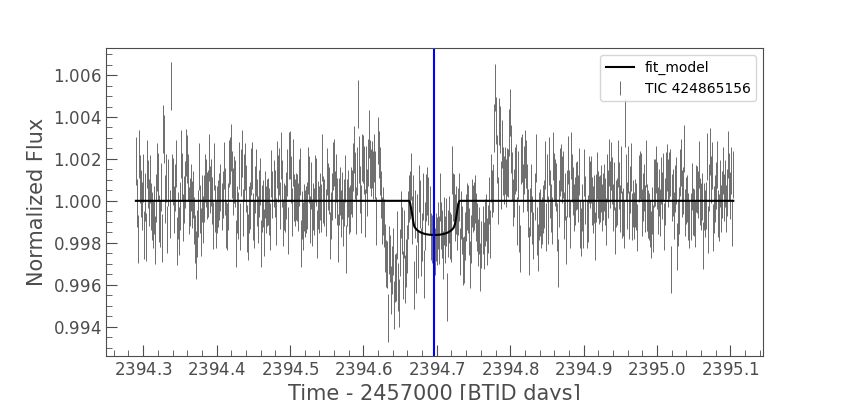 fit_model
TIC 424865156
1.006
1.004
1.002
1.000
0.998
0.996
0.994
Normalized Flux
2394.3 2394.4 2394.5 2394.6 2394.7 2394.8 2394.9 2395.0 2395.1
Time - 2457000 [BTJD days]